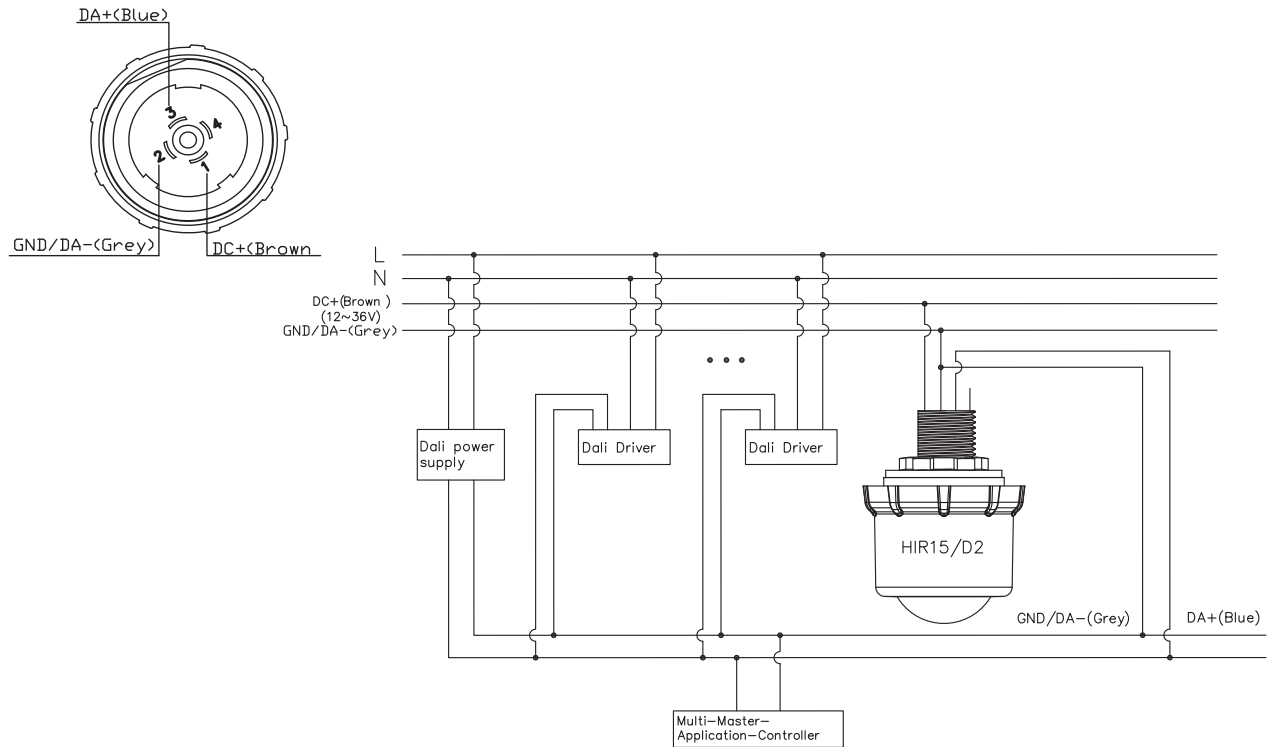 DA+(Blue)
3
4
2
1
GND/DA-(Grey)
DC+(Brown
L
N
DC+(Brown )
(12~36V)
GND/DA-(Grey)
Dali power
supply
Dali Driver
Dali Driver
HIR15/D2
GND/DA-(Grey)
DA+(Blue)
Multi-Master-
Application-Controller